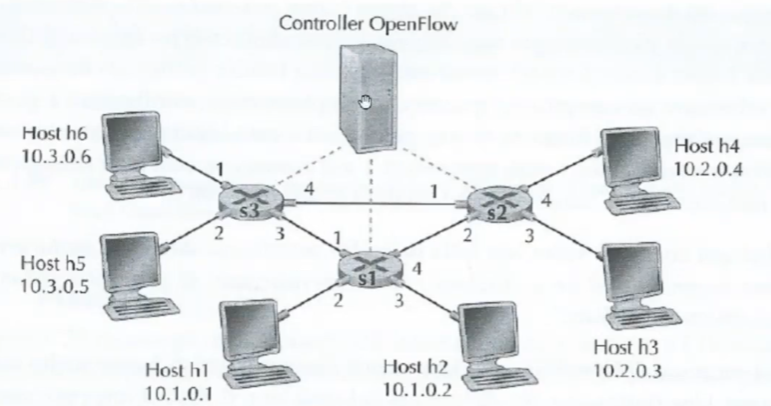 Controller OpenFlow
Host h6
10.3.0.6
Host h4
10.2.0.4
1
4
1
4
s3
s2
2
3
2
3
1
4
s1
Host h5
10.3.0.5
2
3
Host h3
10.2.0.3
Host h1
10.1.0.1
Host h2
10.1.0.2